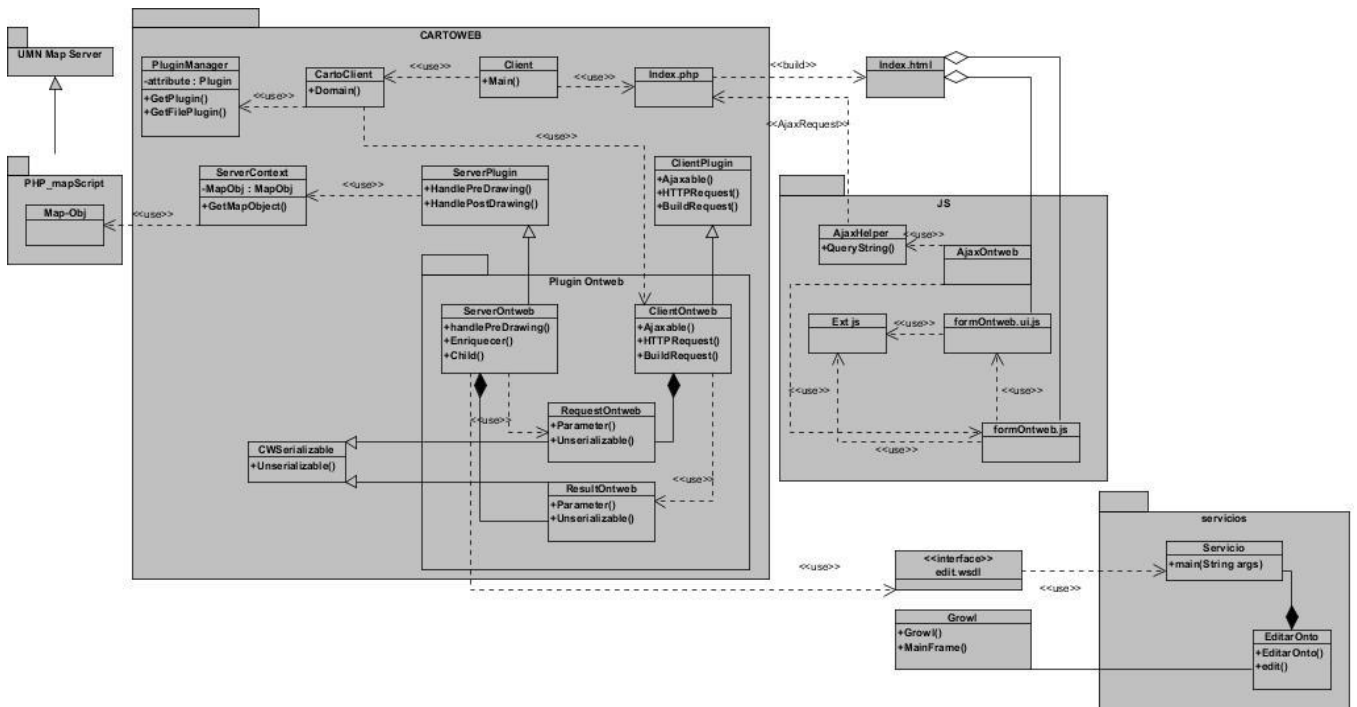 CARTOWEB
UMN Map Server
PluginManager
-attribute : Plugin
+GetPlugin()
+GetFilePlugin()
<<use>>
CartoClient
+Domain()
<<use>>
Client
+Main()
<<use>>
Index.php
<<build>>
Index.html
<<AjaxRequest>>
<<use>>
PHP_mapScript
Map-Obj
<<use>>
ServerContext
-MapObj : MapObj
+GetMapObject()
<<use>>
ServerPlugin
+HandlePreDrawing()
+HandlePostDrawing()
ClientPlugin
+Ajaxable()
+HTTPRequest()
+BuildRequest()
JS
AjaxHelper
+QueryString()
<<use>>
AjaxOntweb
Plugin Ontweb
ServerOntweb
+handlePreDrawing()
+Enriquecer()
+Child()
ClientOntweb
+Ajaxable()
+HTTPRequest()
+BuildRequest()
Ext js
<<use>>
formOntweb.ui.js
<<use>>
<<use>>
formOntweb.js
<<use>>
<<use>>
RequestOntweb
+Parameter()
+Unserializable()
CWSerializable
+Unserializable()
<<use>>
ResultOntweb
+Parameter()
+Unserializable()
servicios
<<use>>
<<interface>>
edit.wsdl
<<use>>
Servicio
+main(String args)
Growl
+Growl()
+MainFrame()
EditarOnto
+EditarOnto()
+edit()